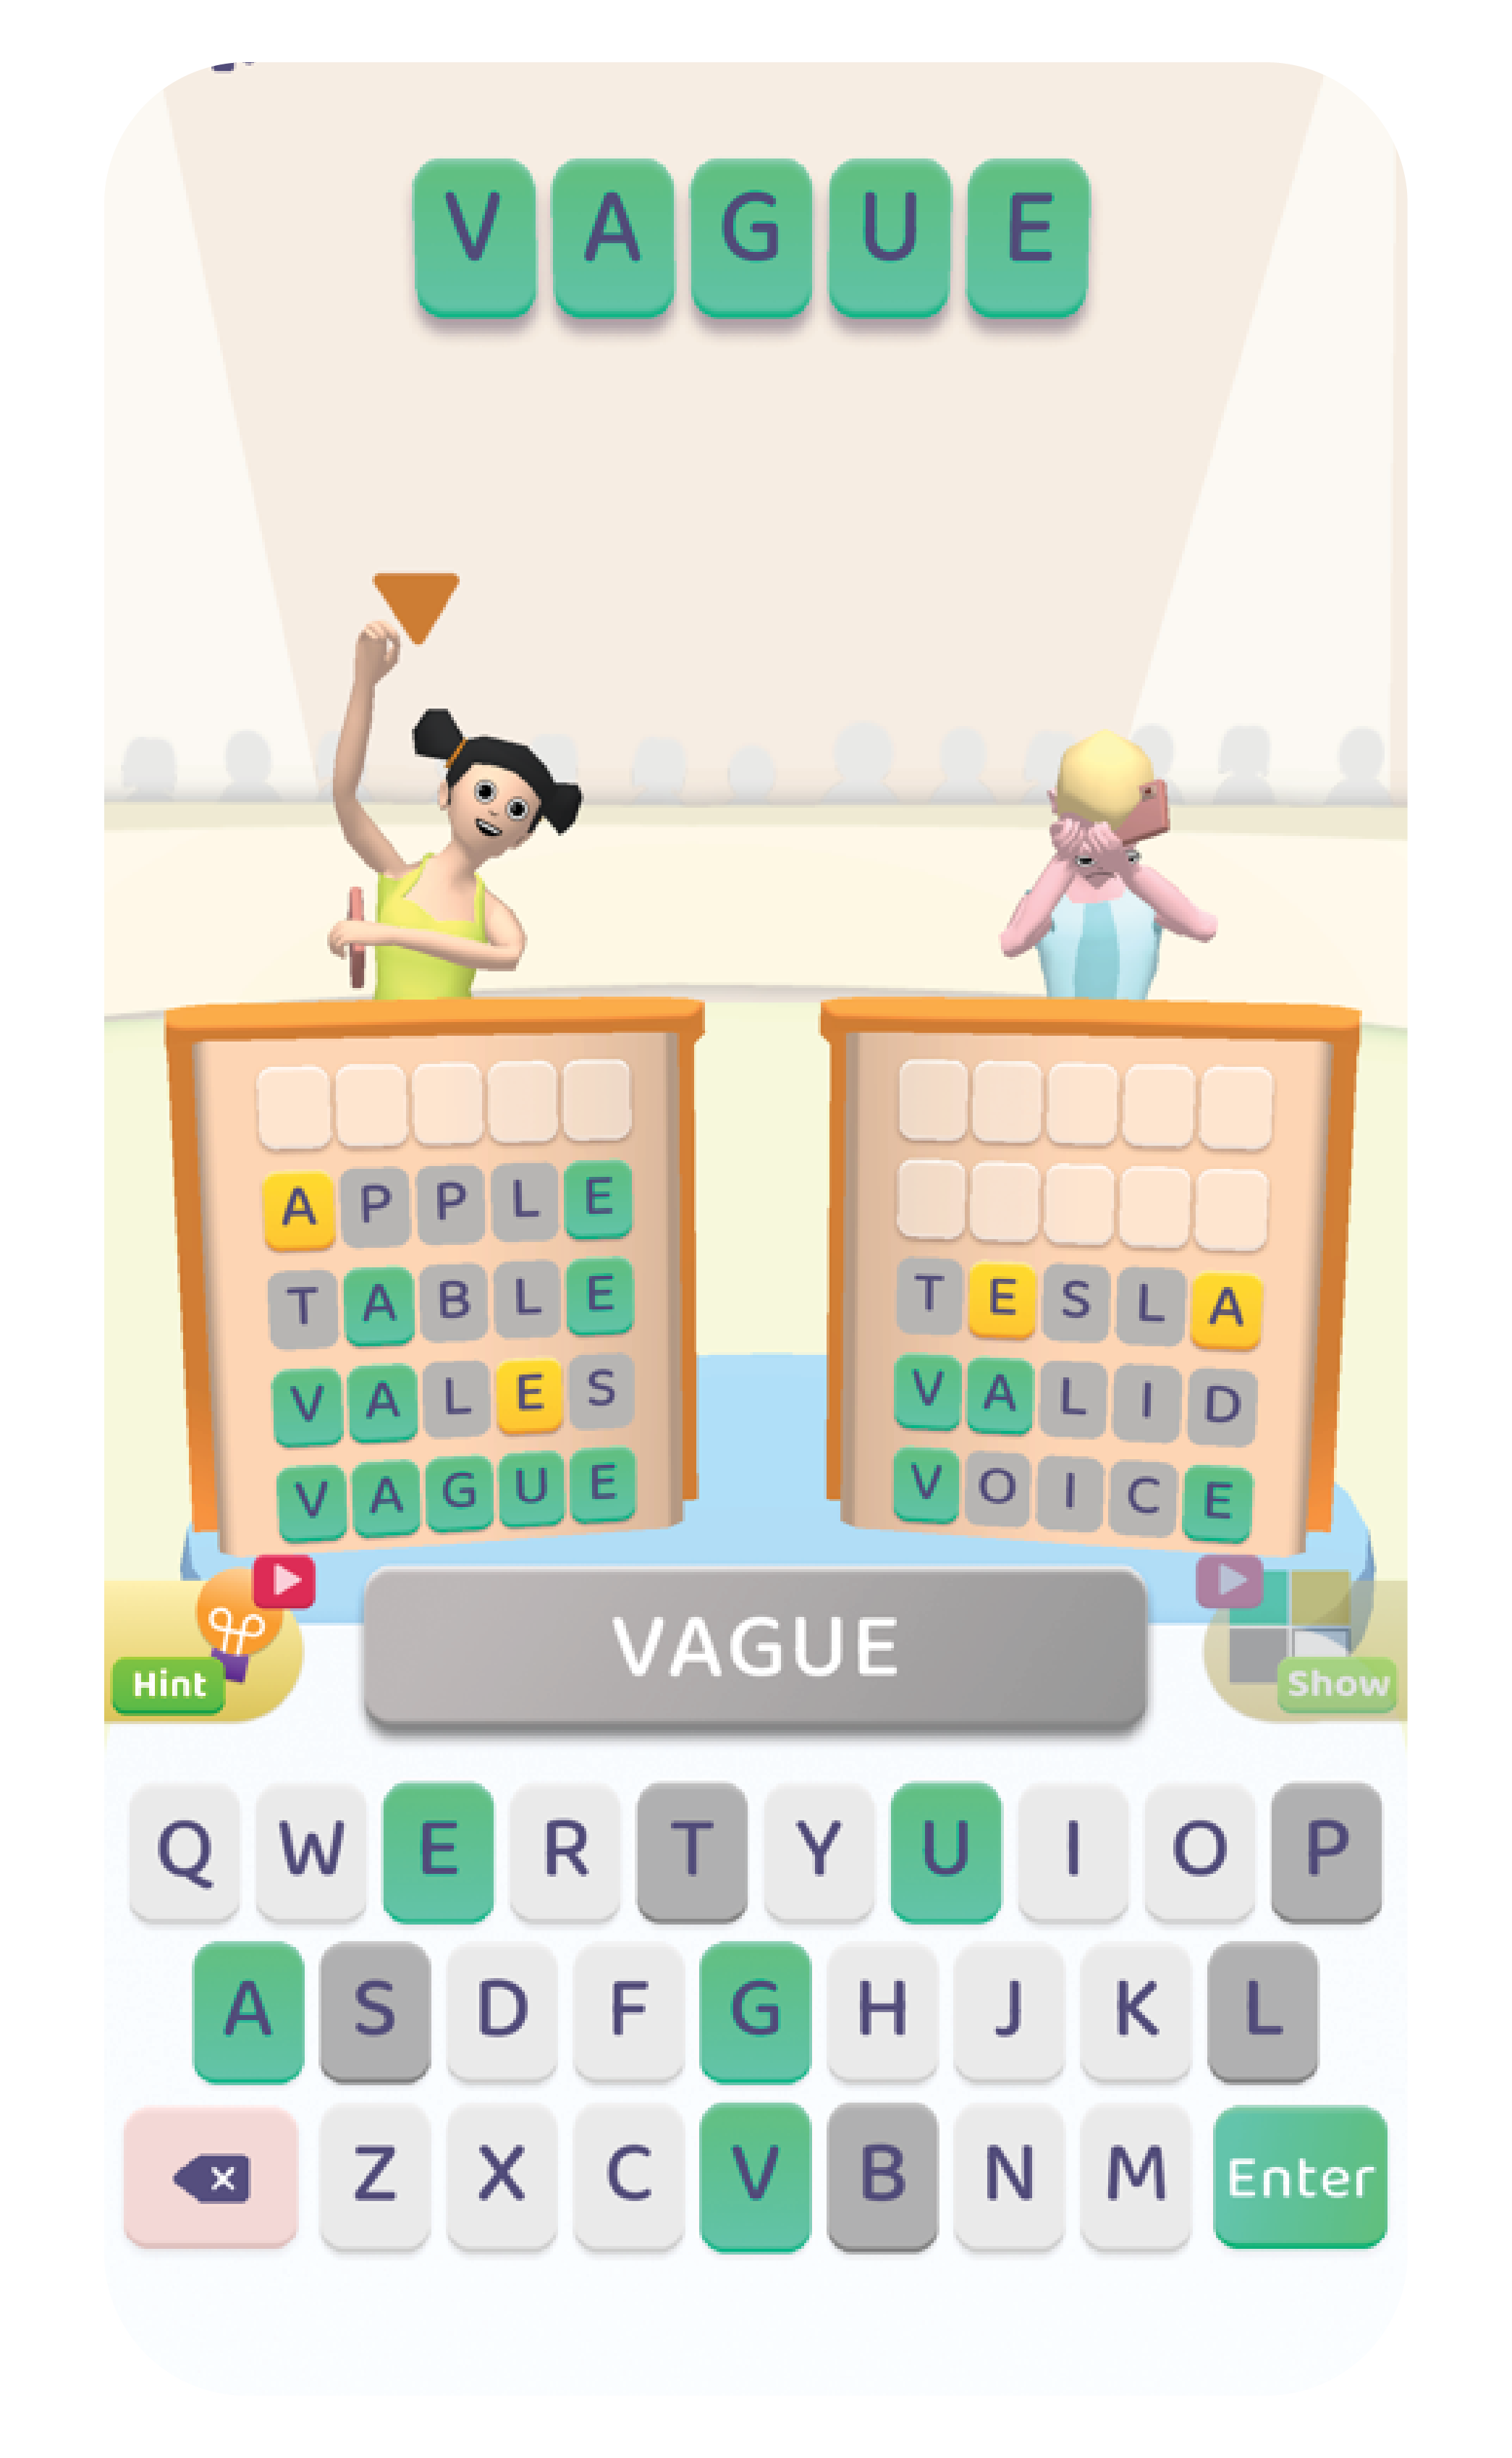 VAGUE
APPLE
TABLE
VALES
VAGUE
TESLA
VALID
VOICE
Hint
VAGUE
Show
QWERTYUIOP
ASDFGHJKL
ZXCVBNM Enter